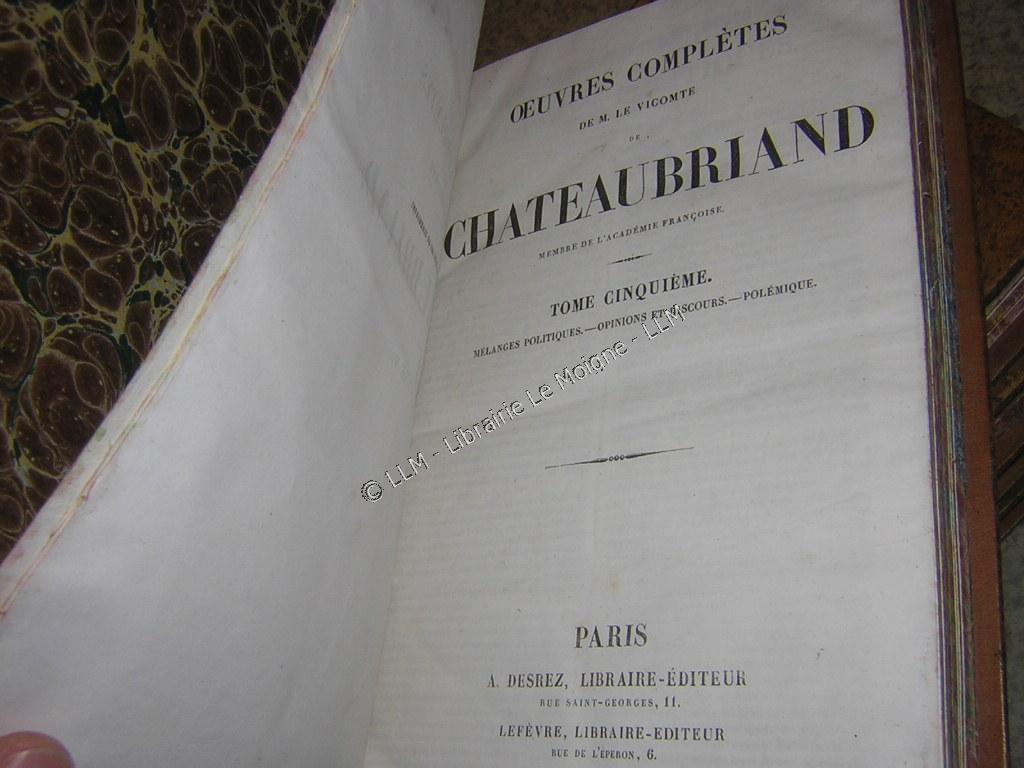 ŒUVRES COMPLÈTES
DE M. LE VICOMTE
DE
CHATEAUBRIAND
MEMBRE DE L'ACADÉMIE FRANÇOISE.
TOME CINQUIÈME.
MÉLANGES POLITIQUES.—OPINIONS ET DISCOURS.—POLÉMIQUE.
© LLM - Librairie Le Moigne - LLM
PARIS
A. DESREZ, LIBRAIRE-ÉDITEUR
RUE SAINT-GEORGES, 11.
LEFÈVRE, LIBRAIRE-EDITEUR
RUE DE L'ÉPERON, 6.